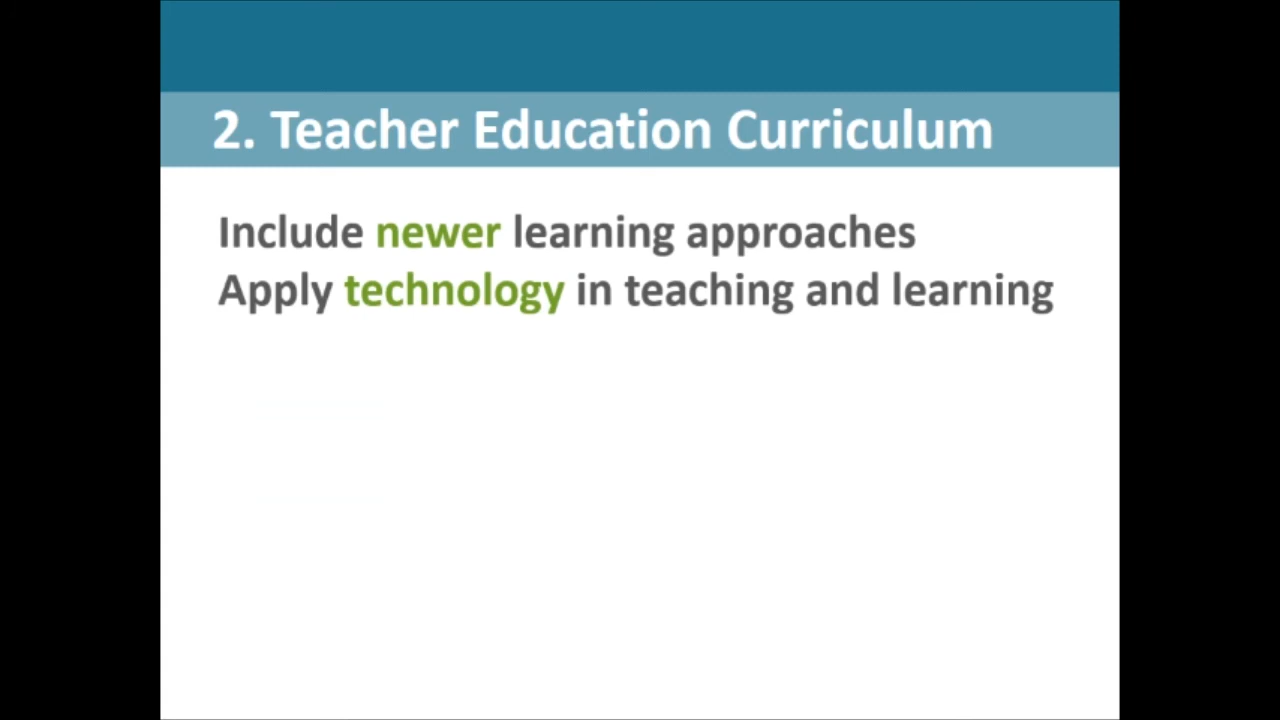 2. Teacher Education Curriculum
Include newer learning approaches
Apply technology in teaching and learning